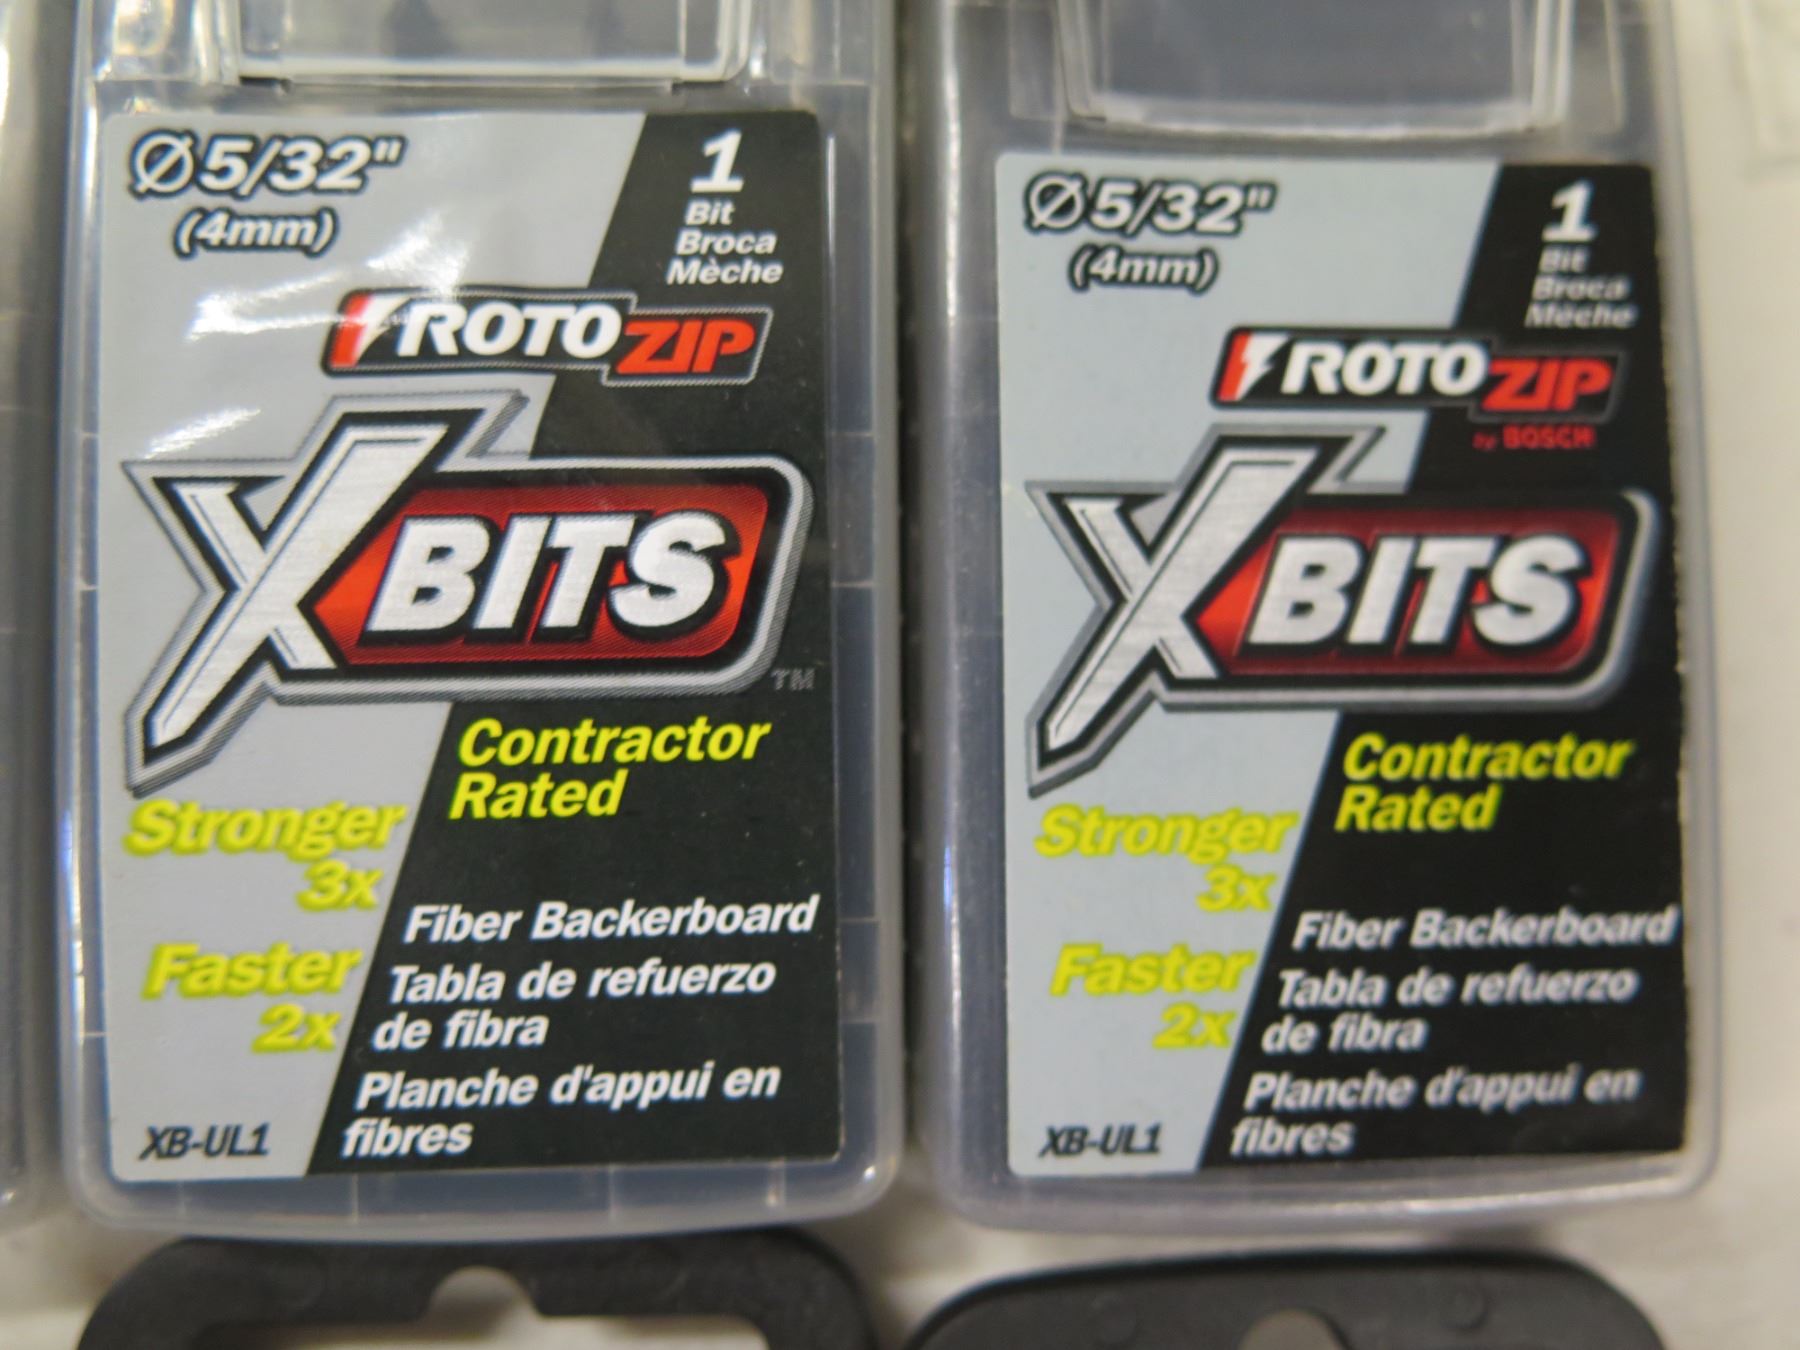 Ø 5/32"
(4mm)
1
Bit
Broca
Mèche
ROTOZIP
XBITS
TM
Contractor
Rated
Stronger
3x
Faster
2x
Fiber Backerboard
Tabla de refuerzo
de fibra
Planche d'appui en
fibres
XB-UL1
Ø 5/32"
(4mm)
1
Bit
Broca
Mèche
ROTOZIP
by BOSCH
XBITS
Contractor
Rated
Stronger
3x
Faster
2x
Fiber Backerboard
Tabla de refuerzo
de fibra
Planche d'appui en
fibres
XB-UL1